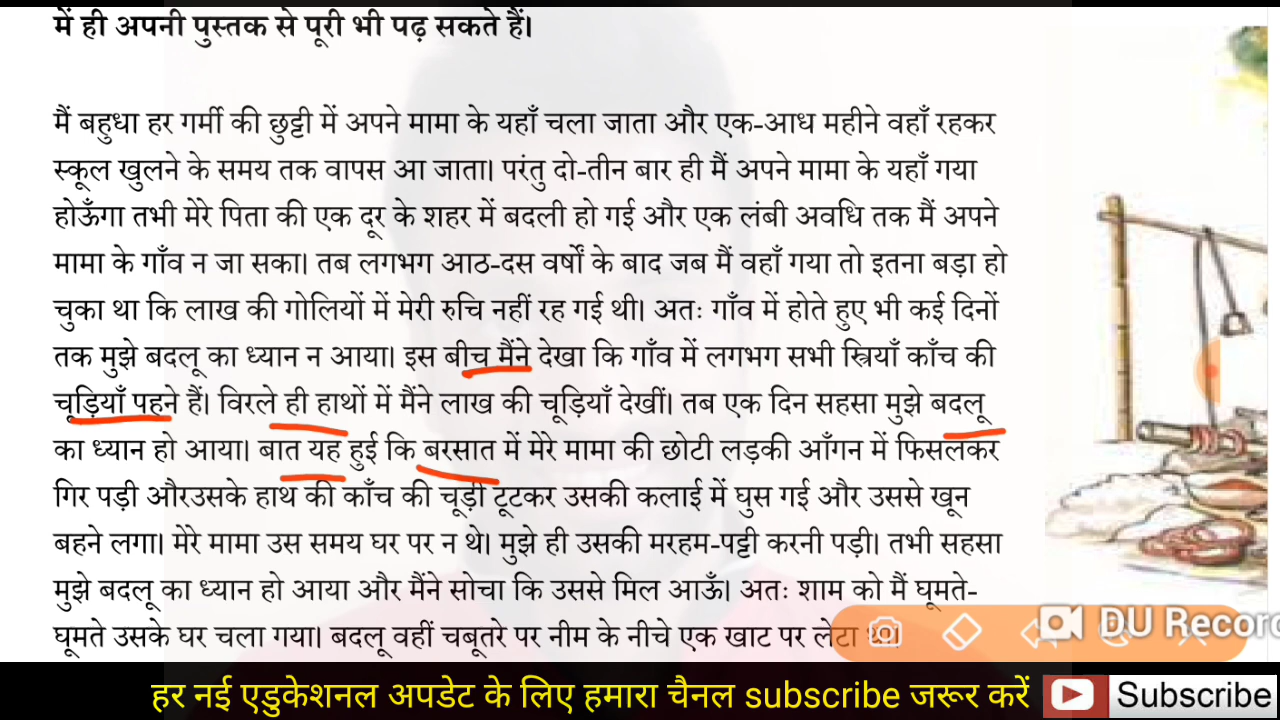 में ही अपनी पुस्तक से पूरी भी पढ़ सकते हैं।
मैं बहुधा हर गर्मी की छुट्टी में अपने मामा के यहाँ चला जाता और एक-आध महीने वहाँ रहकर
स्कूल खुलने के समय तक वापस आ जाता। परंतु दो-तीन बार ही मैं अपने मामा के यहाँ गया
होऊँगा तभी मेरे पिता की एक दूर के शहर में बदली हो गई और एक लंबी अवधि तक मैं अपने
मामा के गाँव न जा सका। तब लगभग आठ-दस वर्षों के बाद जब मैं वहाँ गया तो इतना बड़ा हो
चुका था कि लाख की गोलियों में मेरी रुचि नहीं रह गई थी। अतः गाँव में होते हुए भी कई दिनों
तक मुझे बदलू का ध्यान न आया। इस बीच मैंने देखा कि गाँव में लगभग सभी स्त्रियाँ काँच की
चूड़ियाँ पहने हैं। विरले ही हाथों में मैंने लाख की चूड़ियाँ देखीं। तब एक दिन सहसा मुझे बदलू
का ध्यान हो आया। बात यह हुई कि बरसात में मेरे मामा की छोटी लड़की आँगन में फिसलकर
गिर पड़ी औरउसके हाथ की काँच की चूड़ी टूटकर उसकी कलाई में घुस गई और उससे खून
बहने लगा। मेरे मामा उस समय घर पर न थे। मुझे ही उसकी मरहम-पट्टी करनी पड़ी। तभी सहसा
मुझे बदलू का ध्यान हो आया और मैंने सोचा कि उससे मिल आऊँ। अतः शाम को मैं घूमते-
घूमते उसके घर चला गया। बदलू वहीं चबूतरे पर नीम के नीचे एक खाट पर लेटा था।
DU Recor
हर नई एडुकेशनल अपडेट के लिए हमारा चैनल subscribe जरूर करें
Subscribe